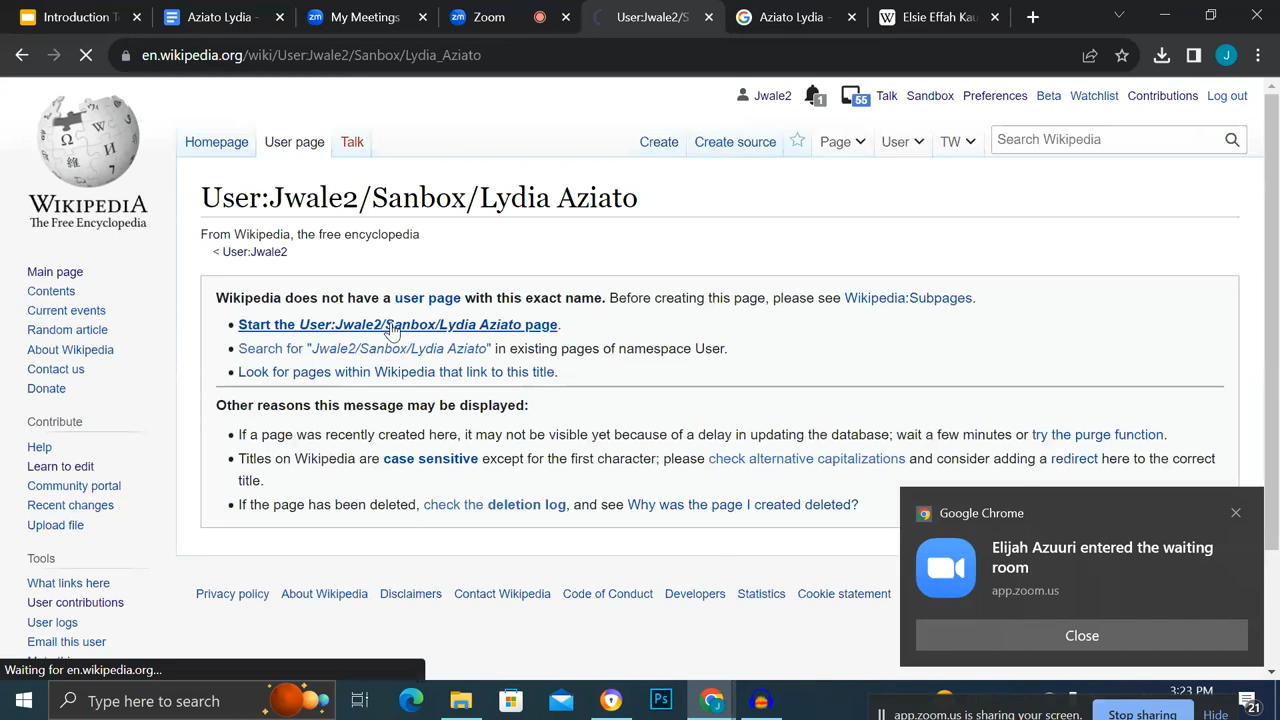 Introduction T
Aziato Lydia -
My Meetings
Zoom
User:Jwale2/S
Aziato Lydia -
Elsie Effah Kau
en.wikipedia.org/wiki/User:Jwale2/Sanbox/Lydia_Aziato
J
Jwale2
1
55
Talk
Sandbox
Preferences
Beta
Watchlist
Contributions
Log out
Homepage
User page
Talk
Create
Create source
Page
User
TW
Search Wikipedia
WIKIPEDIA
The Free Encyclopedia
User:Jwale2/Sanbox/Lydia Aziato
From Wikipedia, the free encyclopedia
< User:Jwale2
Main page
Contents
Current events
Random article
About Wikipedia
Contact us
Donate
Contribute
Help
Learn to edit
Community portal
Recent changes
Upload file
Tools
What links here
User contributions
User logs
Email this user
Wikipedia does not have a user page with this exact name. Before creating this page, please see Wikipedia:Subpages.
• Start the User:Jwale2/Sanbox/Lydia Aziato page.
• Search for "Jwale2/Sanbox/Lydia Aziato" in existing pages of namespace User.
• Look for pages within Wikipedia that link to this title.
Other reasons this message may be displayed:
• If a page was recently created here, it may not be visible yet because of a delay in updating the database; wait a few minutes or try the purge function.
• Titles on Wikipedia are case sensitive except for the first character; please check alternative capitalizations and consider adding a redirect here to the correct
title.
• If the page has been deleted, check the deletion log, and see Why was the page I created deleted?
Privacy policy
About Wikipedia
Disclaimers
Contact Wikipedia
Code of Conduct
Developers
Statistics
Cookie statement
Google Chrome
Elijah Azuuri entered the waiting
room
app.zoom.us
Close
Waiting for en.wikipedia.org...
Type here to search
Ps
3:23 PM
21
app.zoom.us is sharing your screen.
Stop sharing
Hide